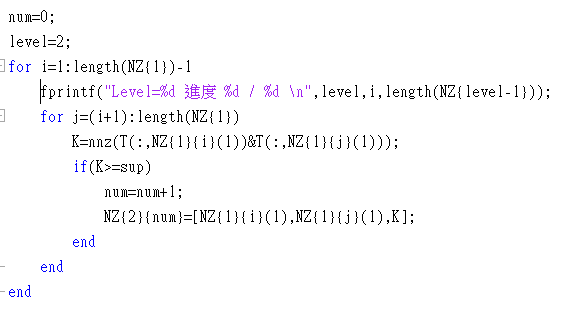 num=0;
level=2;
for i=1:length(NZ{1})-1
fprintf("Level=%d 進度 %d / %d \n",level,i,length(NZ{level-1}));
for j=(i+1):length(NZ{1})
K=nnz(T(:,NZ{1}{i}(1))&T(:,NZ{1}{j}(1)));
if(K>=sup)
num=num+1;
NZ{2}{num}=[NZ{1}{i}(1),NZ{1}{j}(1),K];
end
end
end